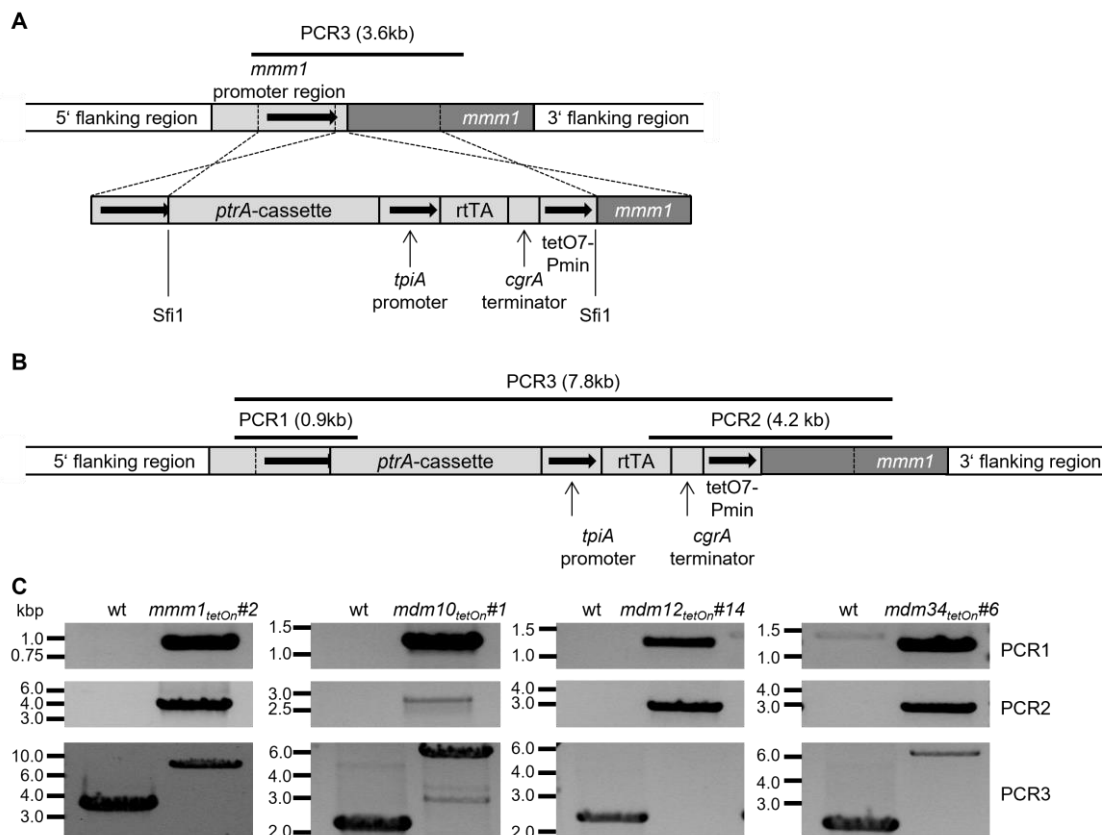 A
PCR3 (3.6kb)
mmm1
promoter region
5‘ flanking region
mmm1
3‘ flanking region
ptrA-cassette
rtTA
mmm1
tetO7-
Pmin
tpiA
promoter
cgrA
terminator
Sfi1
Sfi1
B
PCR3 (7.8kb)
PCR1 (0.9kb)
PCR2 (4.2 kb)
5‘ flanking region
ptrA-cassette
rtTA
mmm1
3‘ flanking region
tetO7-
Pmin
tpiA
promoter
cgrA
terminator
C
kbp
wt mmm1tetOn#2
wt mdm10tetOn#1
wt mdm12tetOn#14
wt mdm34tetOn#6
1.0
0.75
1.5
1.0
1.5
1.0
1.5
1.0
PCR1
6.0
4.0
3.0
3.0
2.5
4.0
3.0
4.0
3.0
PCR2
10.0
6.0
4.0
3.0
6.0
4.0
3.0
2.0
6.0
4.0
3.0
2.0
6.0
4.0
3.0
PCR3